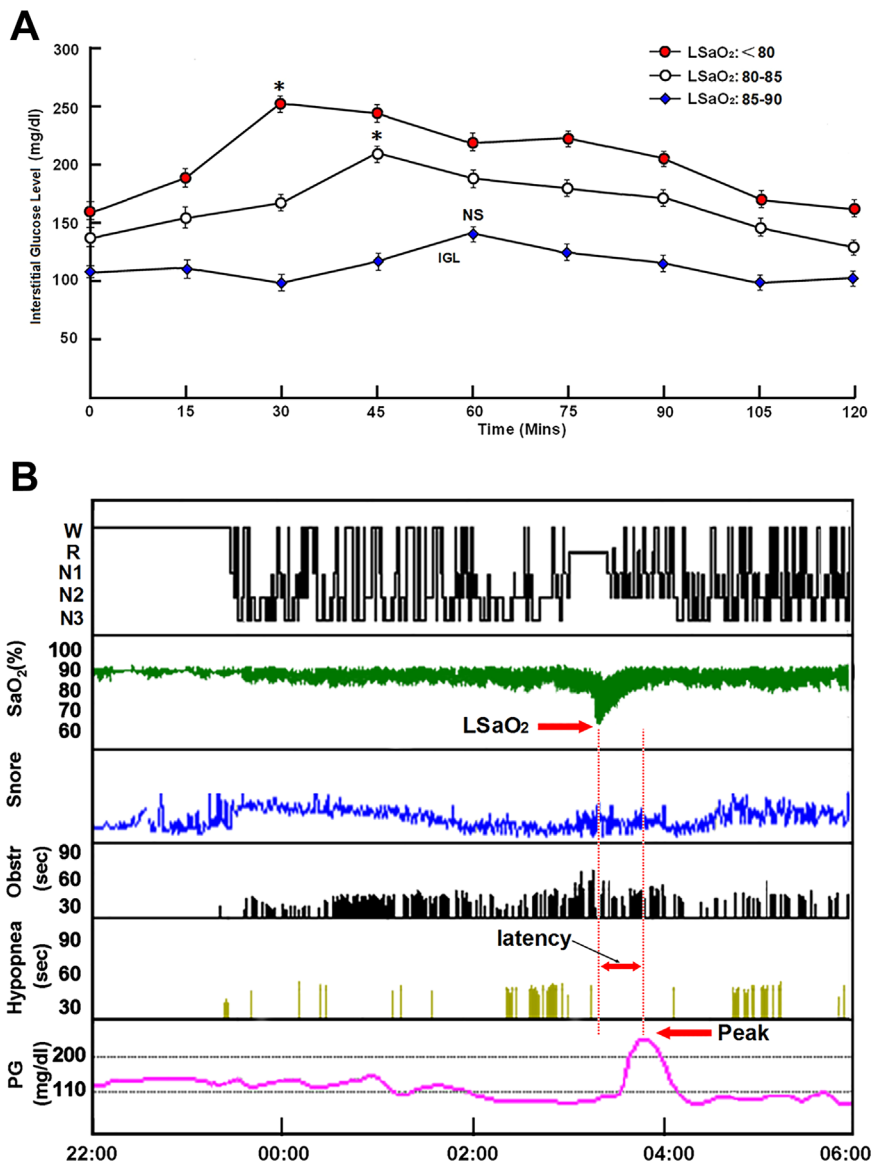 A
300
250
200
150
100
50
Interstitial Glucose Level (mg/dl)
LSaO₂: <80
LSaO₂: 80-85
LSaO₂: 85-90
*
*
NS
IGL
0 15 30 45 60 75 90 105 120
Time (Mins)
B
W
R
N1
N2
N3
SaO₂(%)
100
90
80
70
60
LSaO₂
Snore
Obstr
(sec)
90
60
30
Hypopnea
(sec)
90
60
30
latency
PG
(mg/dl)
200
110
Peak
22:00 00:00 02:00 04:00 06:00